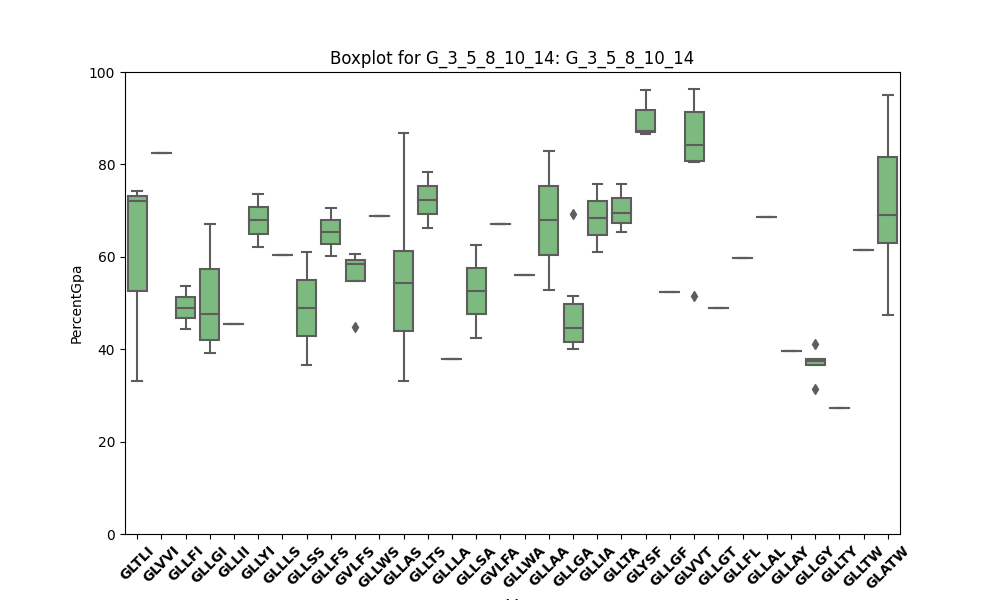 Boxplot for G_3_5_8_10_14: G_3_5_8_10_14
100
80
60
40
20
0
PercentGpa
GLTLI
GLVVI
GLLFI
GLLGI
GLLII
GLLYI
GLLLS
GLLSS
GLLFS
GVLFS
GLLWS
GLLAS
GLLTS
GLLLA
GLLSA
GVLFA
GLLWA
GLLAA
GLLGA
GLLIA
GLLTA
GLYSF
GLLGF
GLVVT
GLLGT
GLLFL
GLLAL
GLLAY
GLLGY
GLLTY
GLLTW
GLATW